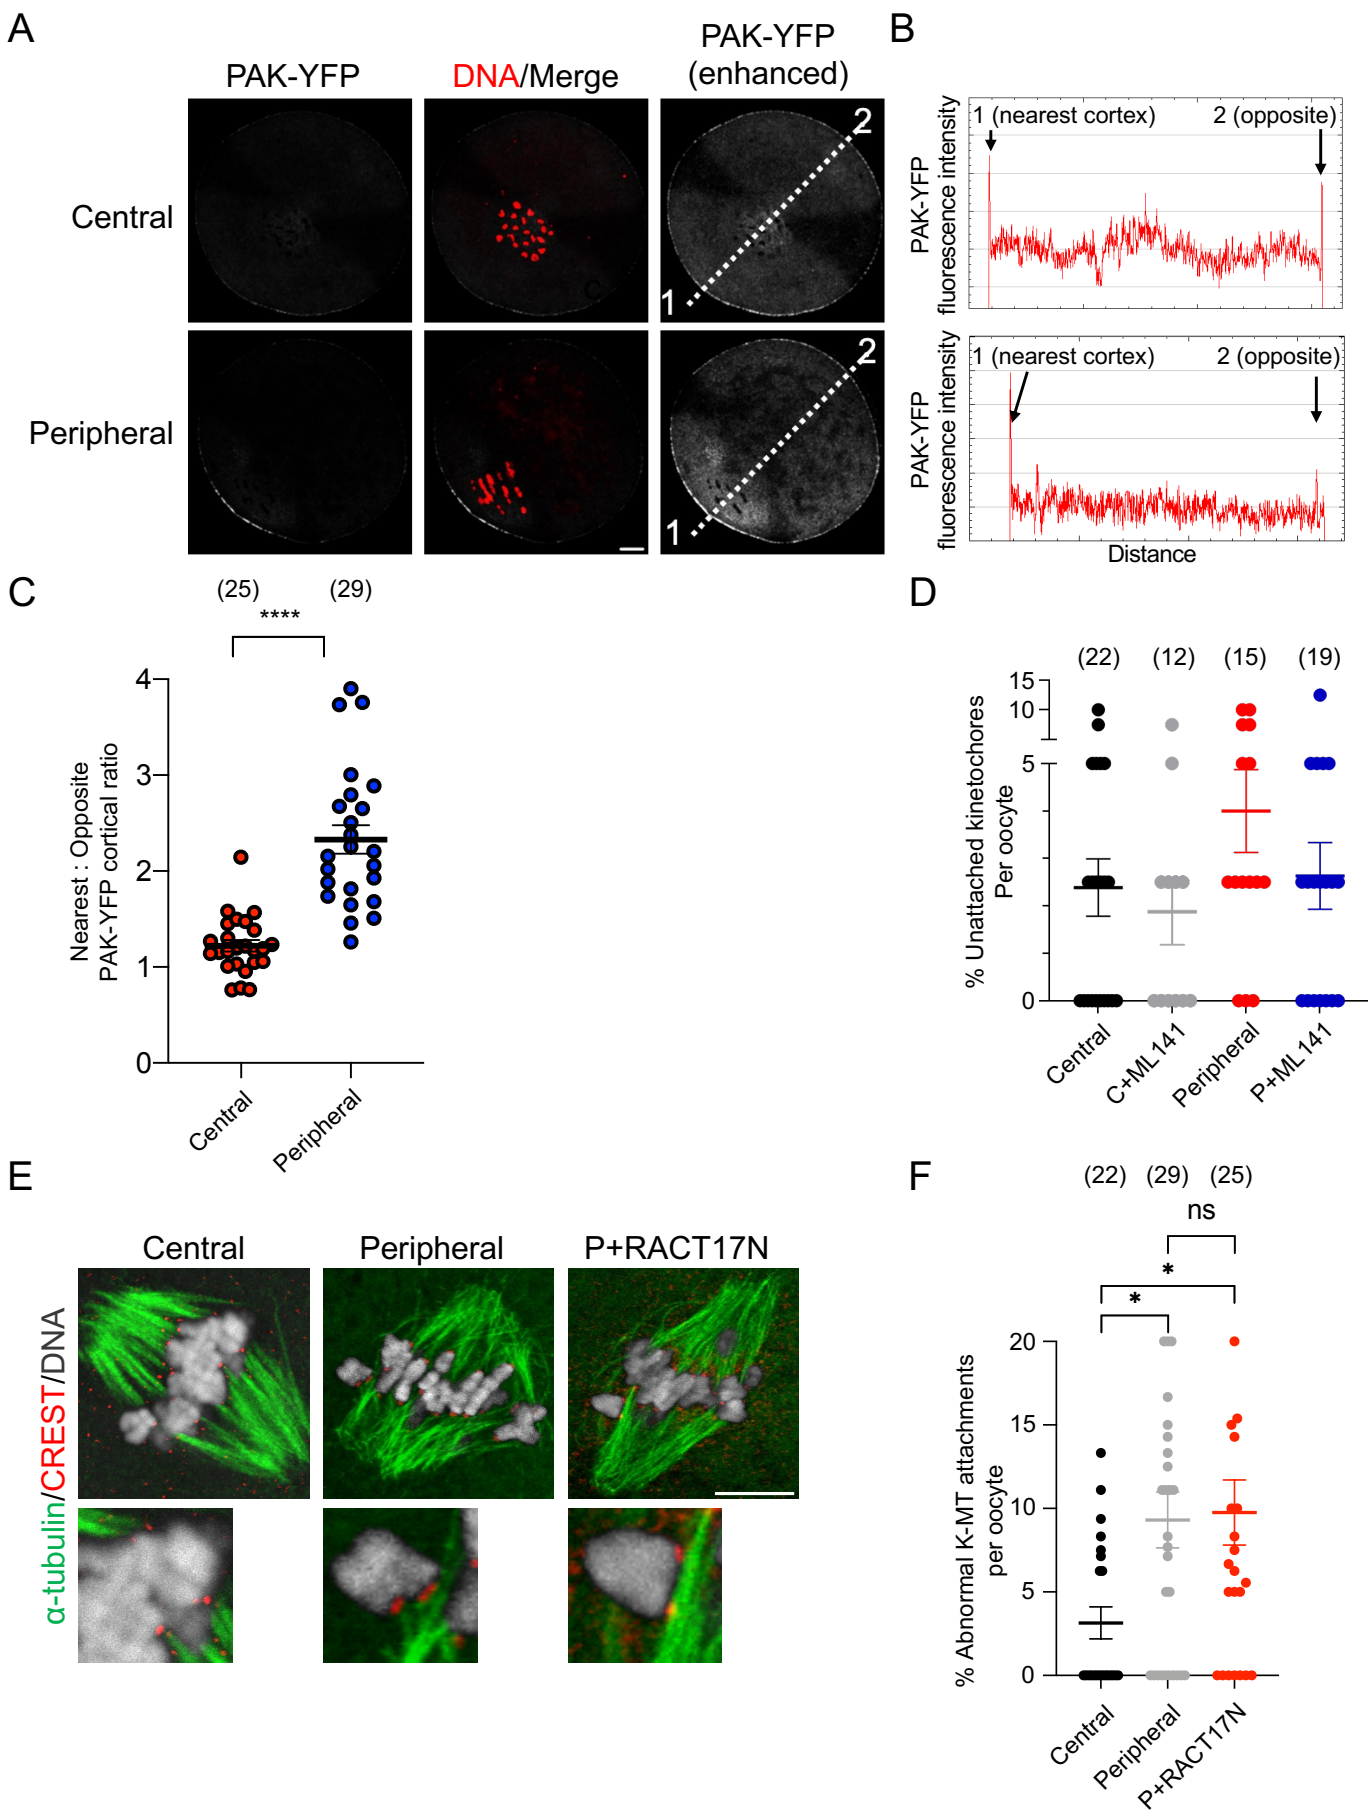 A
PAK-YFP
DNA/Merge
PAK-YFP
(enhanced)
Central
2
1
C
Peripheral
2
1
B
PAK-YFP
fluorescence intensity
1 (nearest cortex)
2 (opposite)
PAK-YFP
fluorescence intensity
1 (nearest cortex)
2 (opposite)
Distance
C
(25)
(29)
****
Nearest : Opposite
PAK-YFP cortical ratio
4
3
2
1
0
Central
Peripheral
D
(22)
(12)
(15)
(19)
% Unattached kinetochores
Per oocyte
15
10
5
0
Central
C+ML141
Peripheral
P+ML141
E
Central
Peripheral
P+RACT17N
α-tubulin/CREST/DNA
F
(22)
(29)
(25)
ns
*
*
% Abnormal K-MT attachments
per oocyte
20
15
10
5
0
Central
Peripheral
P+RACT17N